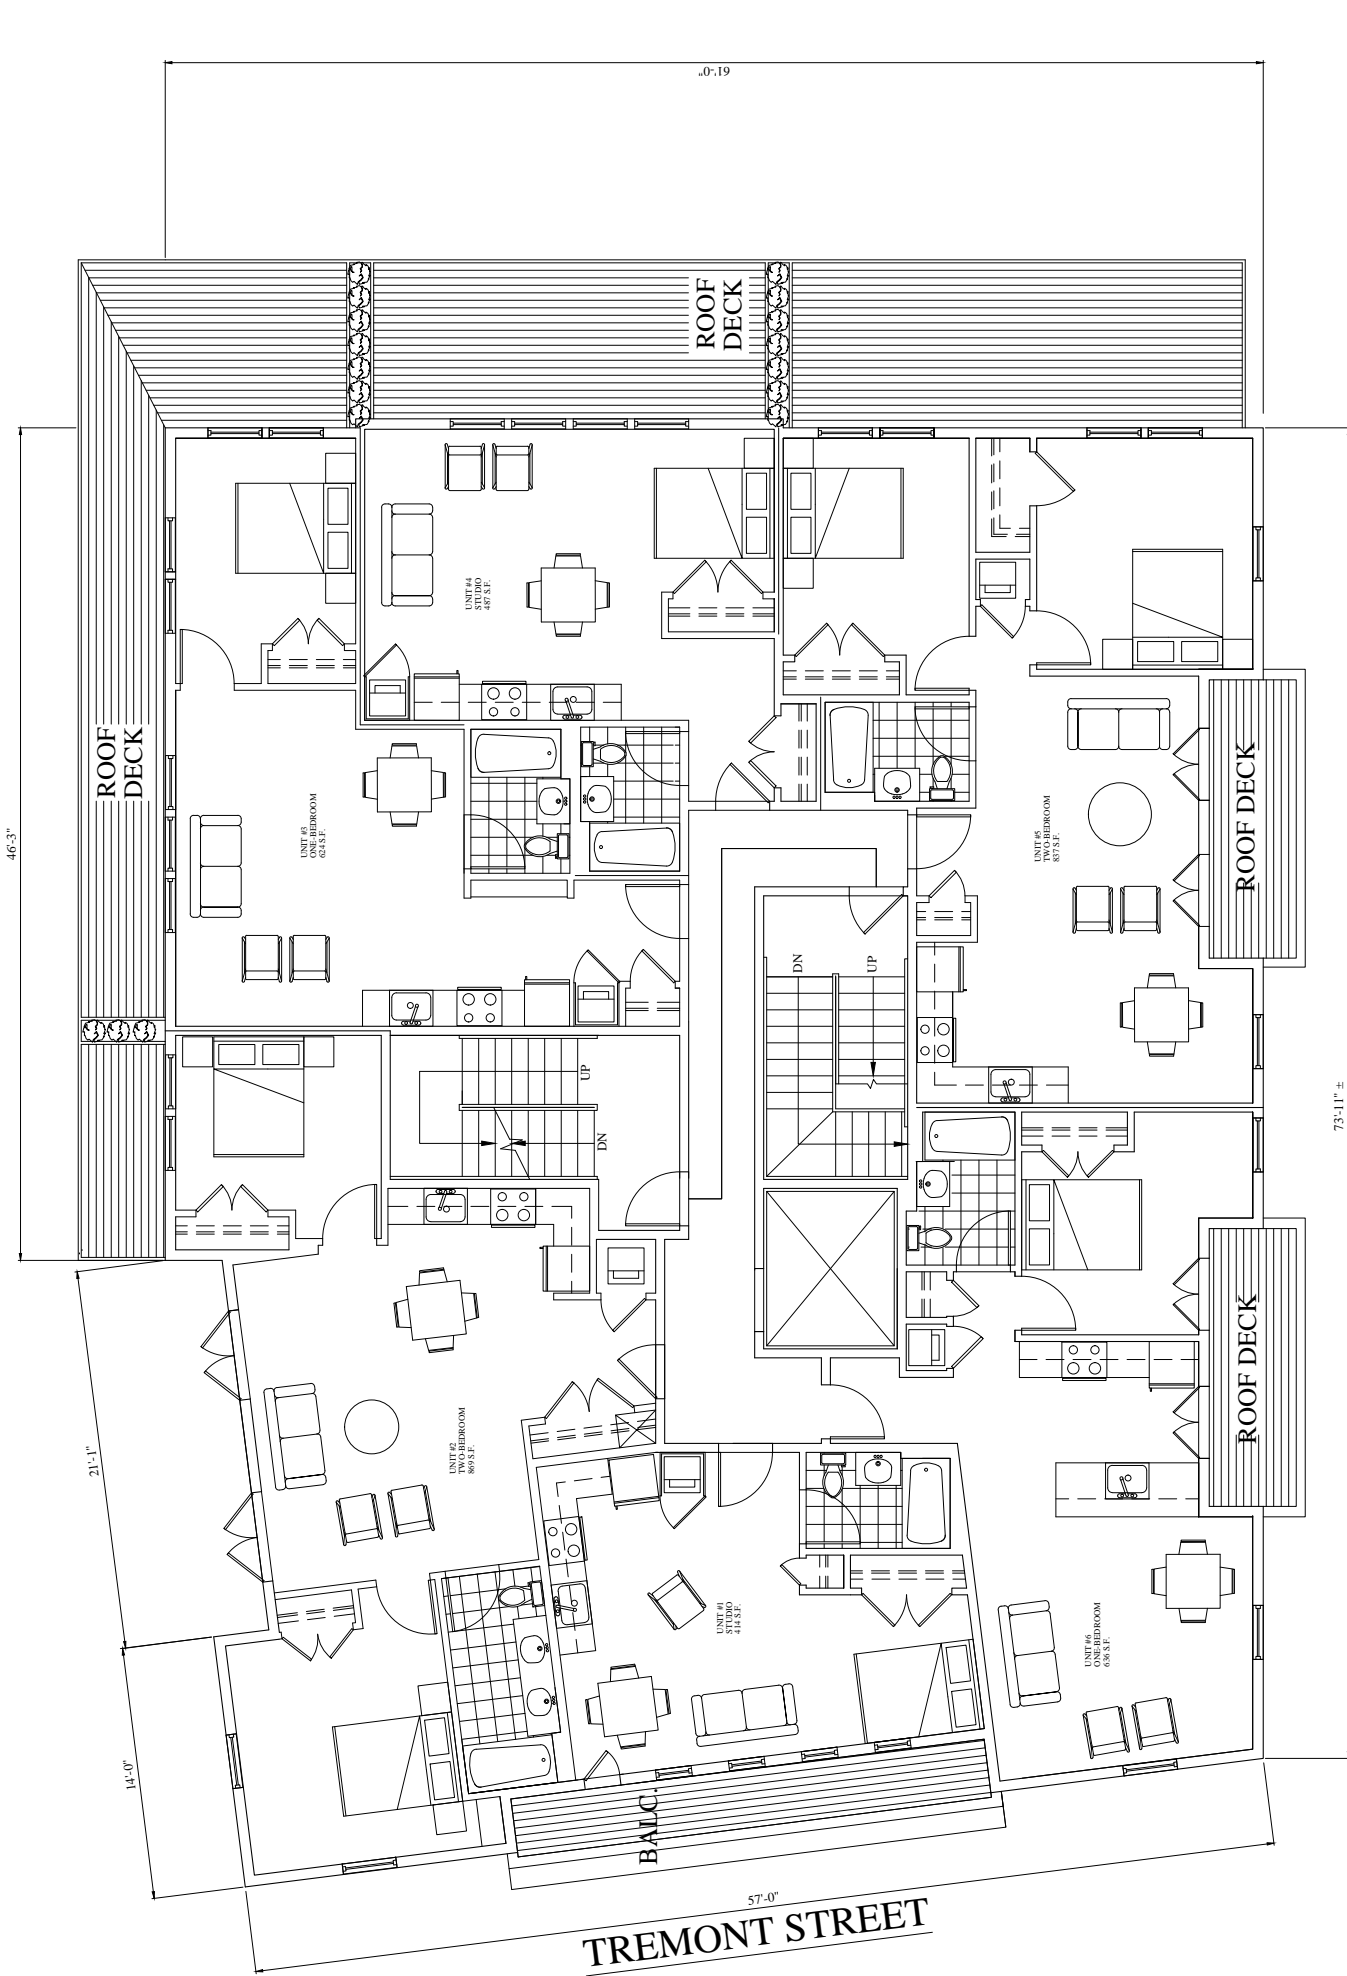 61'-0"
ROOF
DECK
46'-3"
ROOF
DECK
UNIT #4
STUDIO
487 S.F.
UNIT #3
ONE-BEDROOM
624 S.F.
UNIT #5
TWO-BEDROOM
837 S.F.
ROOF DECK
DN
UP
UP
DN
73'-11" ±
ROOF DECK
21'-1"
UNIT #2
TWO-BEDROOM
869 S.F.
UNIT #1
STUDIO
414 S.F.
UNIT #6
ONE-BEDROOM
636 S.F.
14'-0"
BALC.
57'-0"
TREMONT STREET